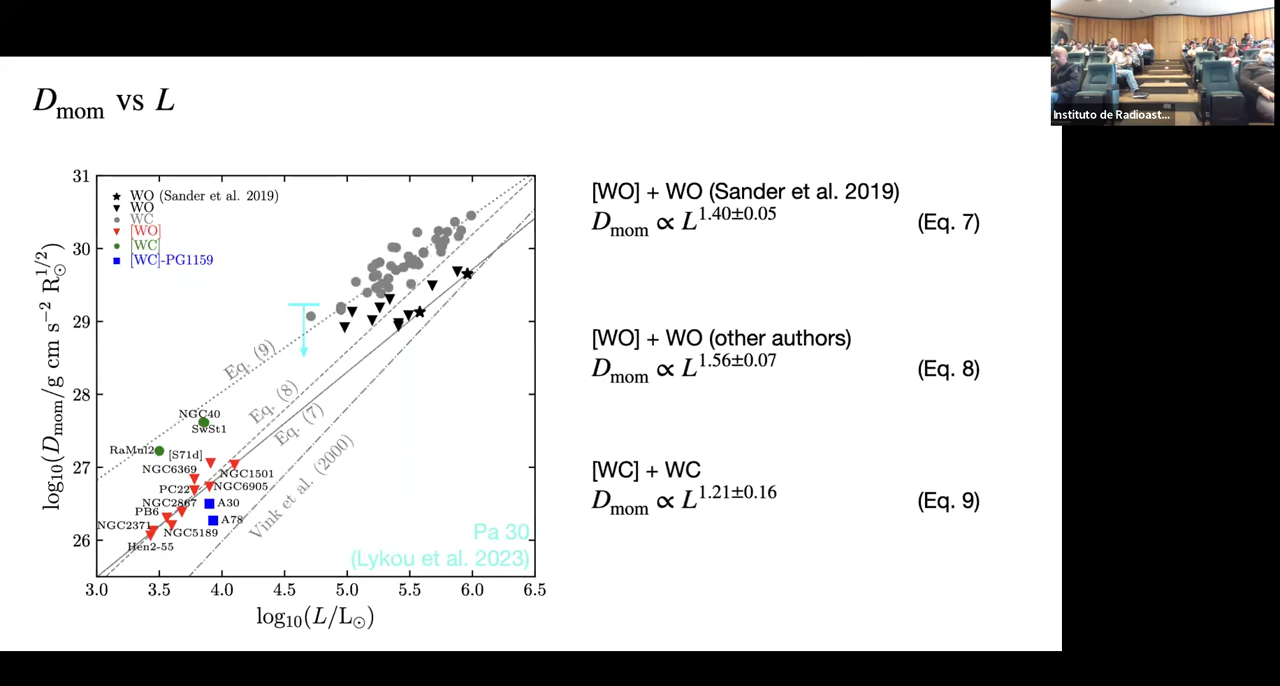 D_mom vs L
31
30
29
28
27
26
log₁₀(D_mom/g cm s⁻² R_☉^1/2)
WO (Sander et al. 2019)
WO
WC
[WO]
[WC]
[WC]-PG1159
Eq. (9)
Eq. (8)
Eq. (7)
Vink et al. (2000)
NGC40
SwSt1
RaMul2
[S71d]
NGC6369
NGC1501
PC22
NGC6905
NGC2867
A30
PB6
A78
NGC2371
NGC5189
Hen2-55
Pa 30
(Lykou et al. 2023)
3.0 3.5 4.0 4.5 5.0 5.5 6.0 6.5
log₁₀(L/L_☉)
[WO] + WO (Sander et al. 2019)
D_mom ∝ L^1.40±0.05 (Eq. 7)
[WO] + WO (other authors)
D_mom ∝ L^1.56±0.07 (Eq. 8)
[WC] + WC
D_mom ∝ L^1.21±0.16 (Eq. 9)
Instituto de Radioast...